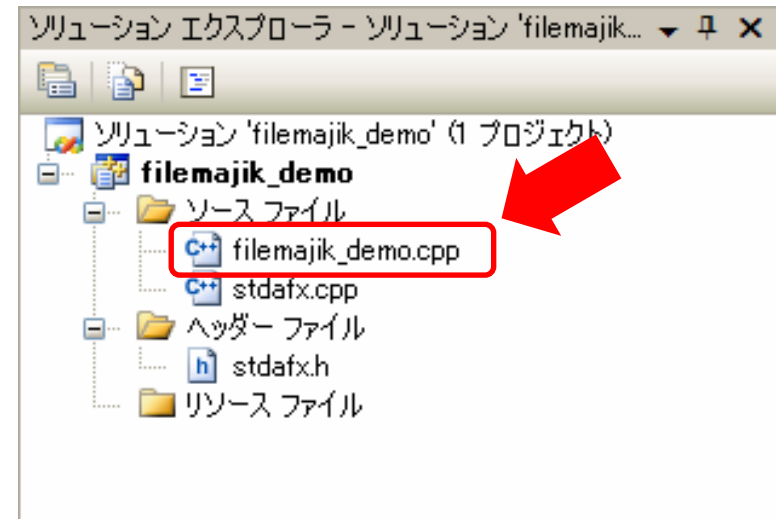 ソリューション エクスプローラ - ソリューション 'filemajik...
ソリューション 'filemajik_demo' (1 プロジェクト)
filemajik_demo
ソース ファイル
C++ filemajik_demo.cpp
C++ stdafx.cpp
ヘッダー ファイル
h stdafx.h
リソース ファイル